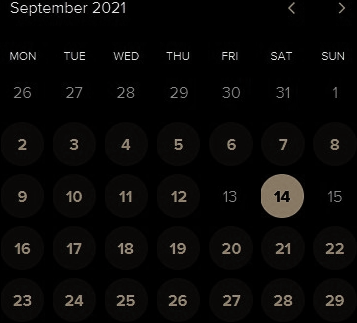 September 2021
MON TUE WED THU FRI SAT SUN
26 27 28 29 30 31 1
2 3 4 5 6 7 8
9 10 11 12 13 14 15
16 17 18 19 20 21 22
23 24 25 26 27 28 29